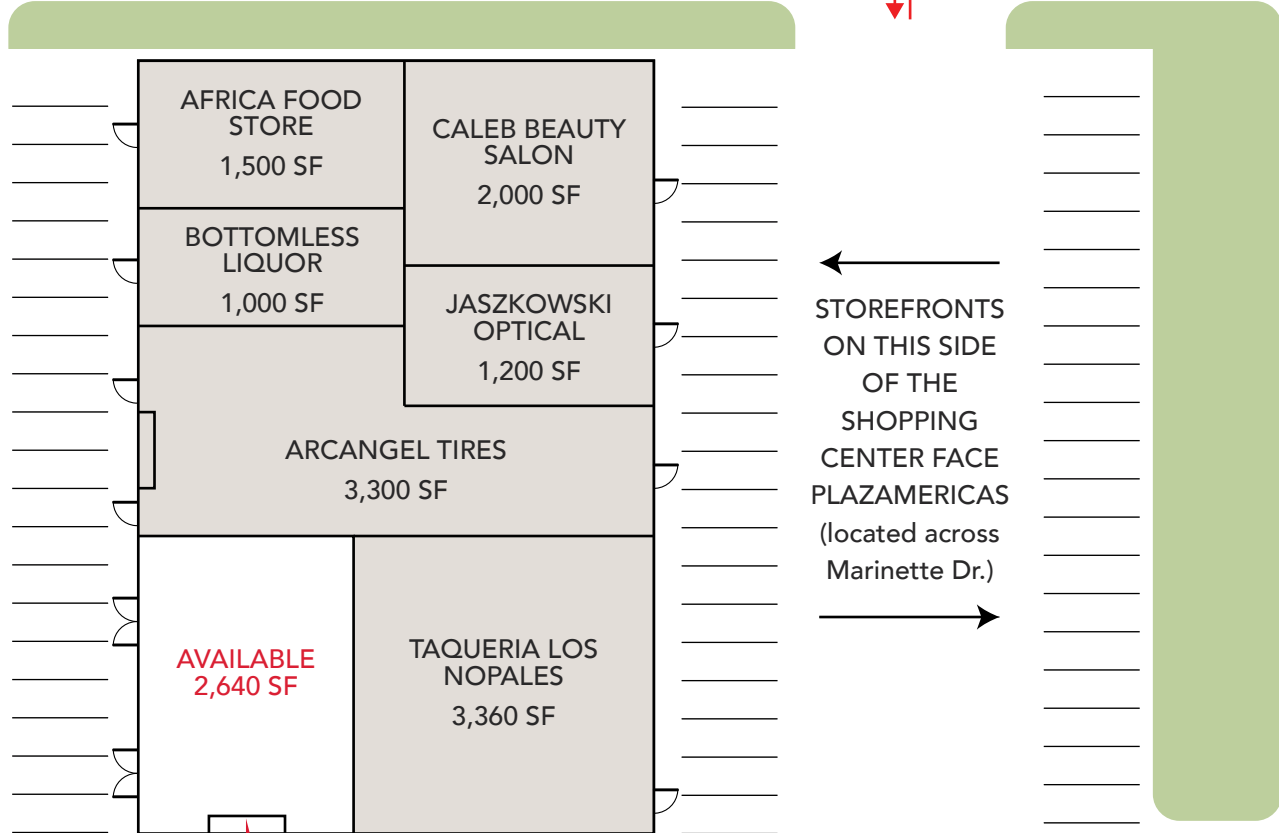 AFRICA FOOD
STORE
1,500 SF
CALEB BEAUTY
SALON
2,000 SF
BOTTOMLESS
LIQUOR
1,000 SF
JASZKOWSKI
OPTICAL
1,200 SF
ARCANGEL TIRES
3,300 SF
AVAILABLE
2,640 SF
TAQUERIA LOS
NOPALES
3,360 SF
STOREFRONTS
ON THIS SIDE
OF THE
SHOPPING
CENTER FACE
PLAZAMERICAS
(located across
Marinette Dr.)